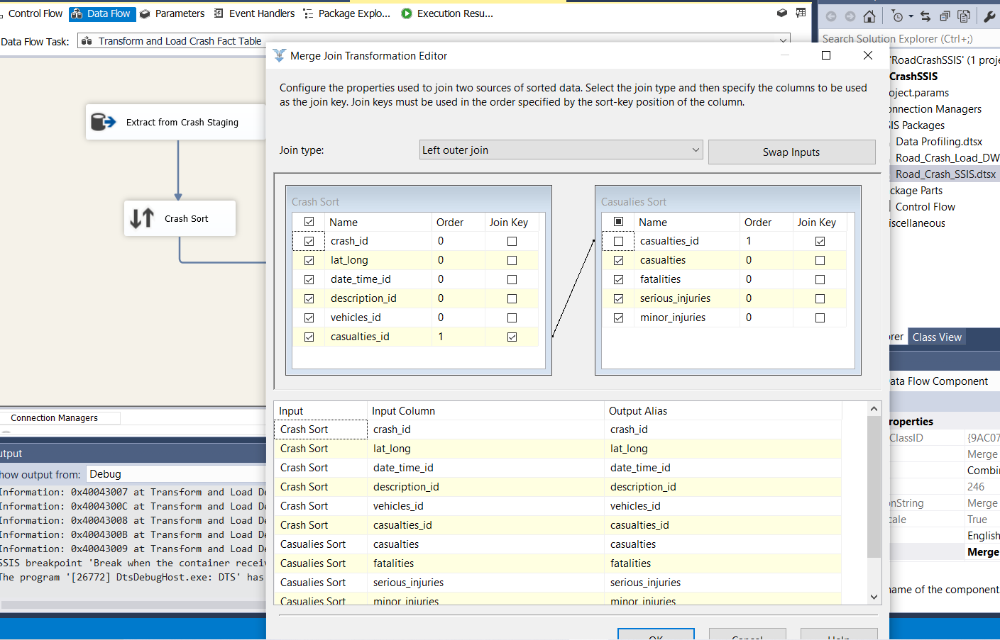 Control Flow Data Flow Parameters Event Handlers Package Explo... Execution Resu...
Data Flow Task: Transform and Load Crash Fact Table
Search Solution Explorer (Ctrl+;)
'RoadCrashSSIS' (1 proje
CrashSSIS
oject.params
onnection Managers
SIS Packages
Data Profiling.dtsx
Road_Crash_Load_DW
Road_Crash_SSIS.dtsx
ckage Parts
Control Flow
iscellaneous
Extract from Crash Staging
Crash Sort
Merge Join Transformation Editor
Configure the properties used to join two sources of sorted data. Select the join type and then specify the columns to be used
as the join key. Join keys must be used in the order specified by the sort-key position of the column.
Join type: Left outer join Swap Inputs
Crash Sort
Name Order Join Key
crash_id 0
lat_long 0
date_time_id 0
description_id 0
vehicles_id 0
casualties_id 1
Casualies Sort
Name Order Join Key
casualties_id 1
casualties 0
fatalities 0
serious_injuries 0
minor_injuries 0
Input Input Column Output Alias
Crash Sort crash_id crash_id
Crash Sort lat_long lat_long
Crash Sort date_time_id date_time_id
Crash Sort description_id description_id
Crash Sort vehicles_id vehicles_id
Crash Sort casualties_id casualties_id
Casualies Sort casualties casualties
Casualies Sort fatalities fatalities
Casualies Sort serious_injuries serious_injuries
Casualies Sort minor_injuries minor_injuries
OK Cancel Help
Connection Managers
utput
how output from: Debug
Information: 0x40043007 at Transform and Load De
Information: 0x4004300C at Transform and Load De
Information: 0x40043008 at Transform and Load De
Information: 0x4004300B at Transform and Load De
Information: 0x40043009 at Transform and Load De
SSIS breakpoint 'Break when the container receiv
The program '[26772] DtsDebugHost.exe: DTS' has
rer Class View
ata Flow Component
roperties
ClassID {9AC07
Merge
Combi
246
onString Merge
cale True
English
Merge
name of the component